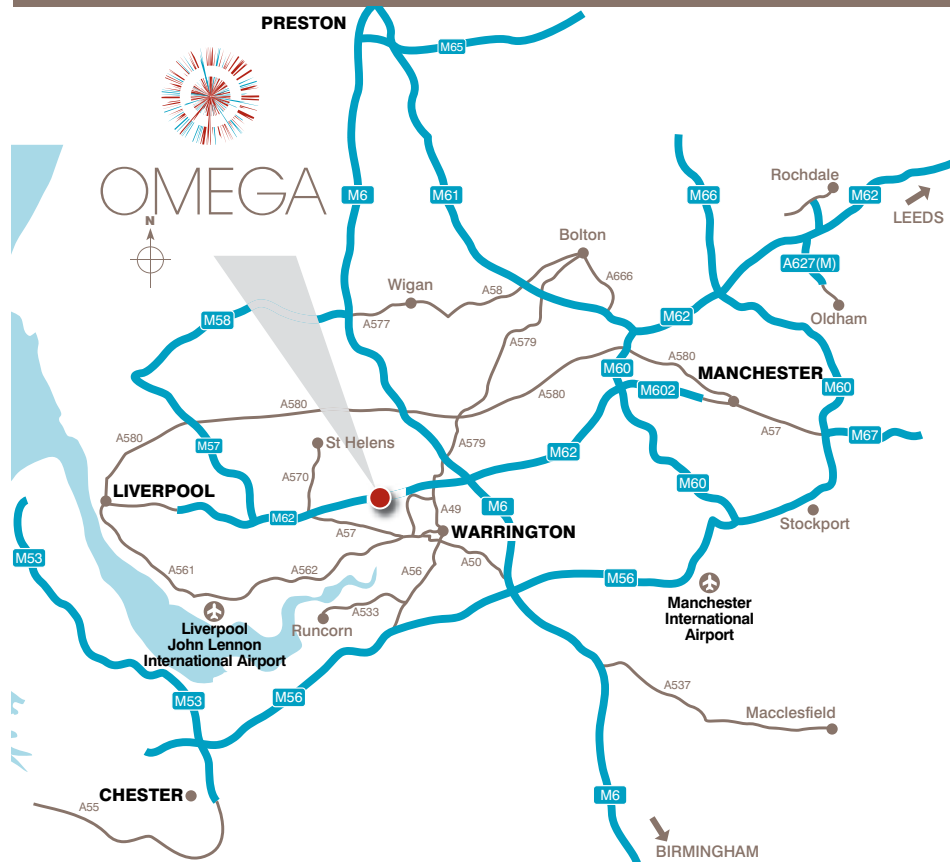 PRESTON
M65
OMEGA
N
M6
M61
M66
Rochdale
M62
LEEDS
Bolton
A627(M)
Wigan
A58
A666
Oldham
M58
A577
M62
A579
A580
M60
MANCHESTER
M602
M60
A580
A580
A580
St Helens
A579
M62
A57
M67
M57
A570
LIVERPOOL
M60
M62
A49
M6
Stockport
WARRINGTON
A57
M53
A561
A562
A56
A50
M56
Manchester
International
Airport
A533
Runcorn
Liverpool
John Lennon
International Airport
A537
M53
M56
Macclesfield
CHESTER
M6
A55
BIRMINGHAM